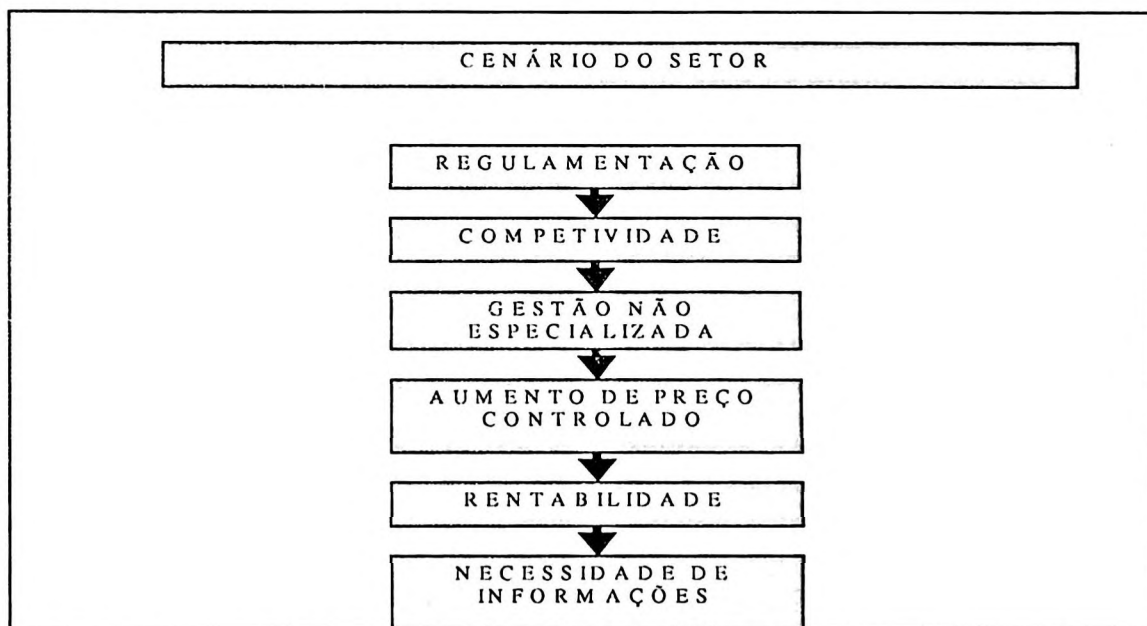 CENÁRIO DO SETOR
REGULAMENTAÇÃO
COMPETIVIDADE
GESTÃO NÃO
ESPECIALIZADA
AUMENTO DE PREÇO
CONTROLADO
RENTABILIDADE
NECESSIDADE DE
INFORMAÇÕES